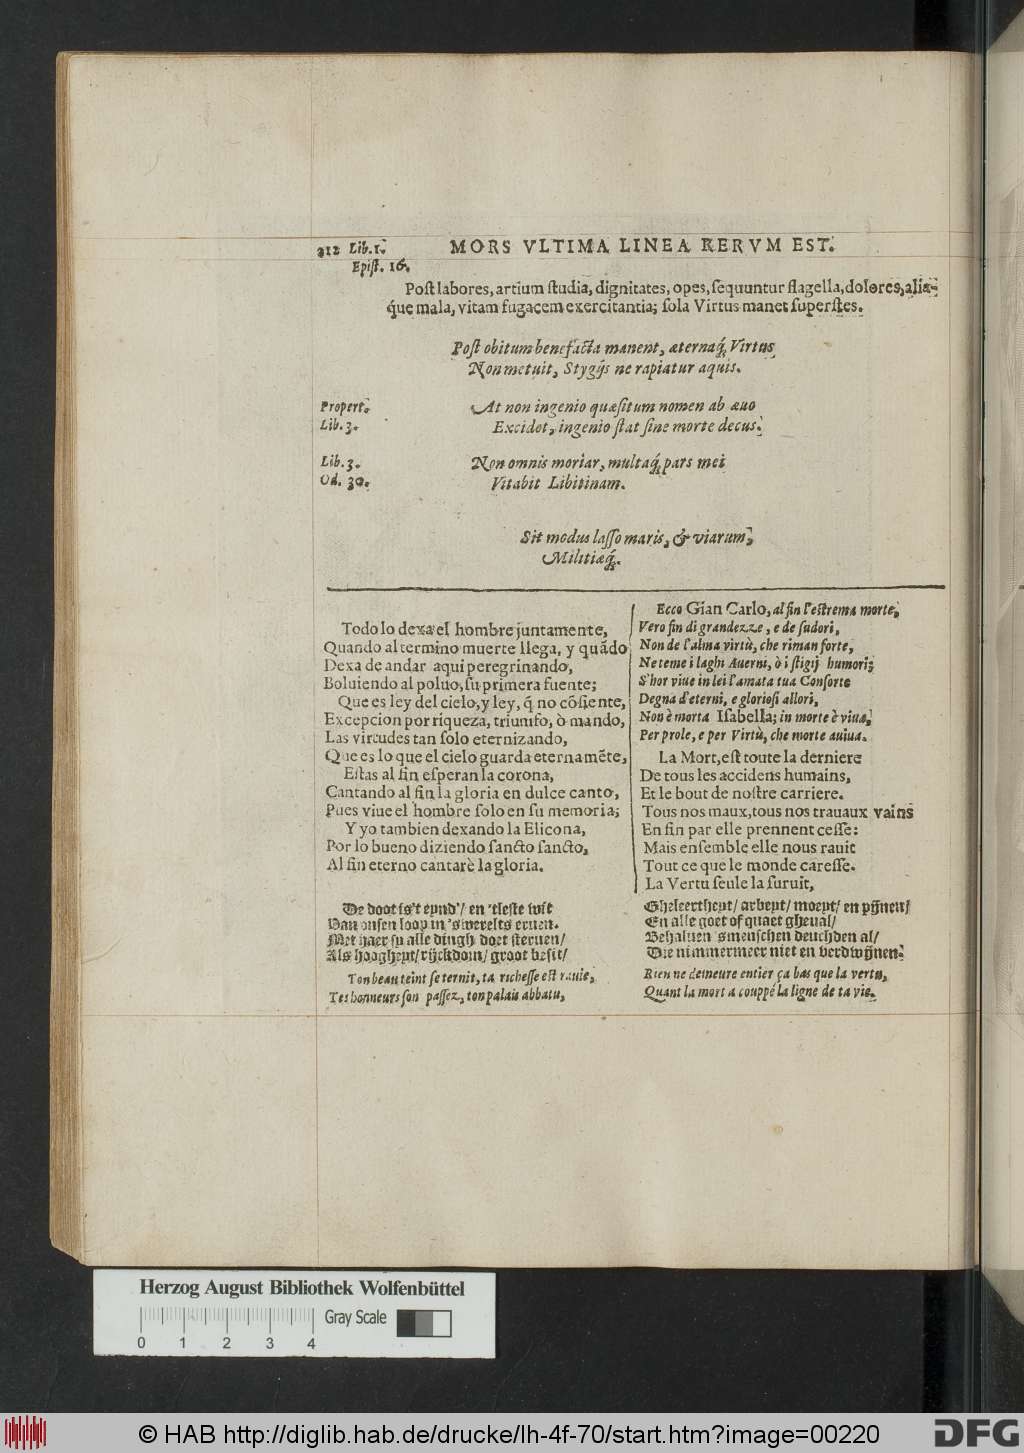 212 Lib. 1. MORS VLTIMA LINEA RERVM EST.
Epiſt. 16.
Poſt labores, artium ſtudia, dignitates, opes, ſequuntur flagella, dolores, aliá-
q́ue mala, vitam fugacem exercitantia; ſola Virtus manet ſuperſtes.
Poſt obitum benefacta manent, æternaq́; Virtus
Non metuit, Stygijs ne rapiatur aquis.
Propert. At non ingenio quæſitum nomen ab æuo
Lib. 3. Excidet, ingenio ſtat ſine morte decus.
Lib. 3. Non omnis moriar, multaq́; pars mei
Od. 30. Vitabit Libitinam.
Sit modus laſſo maris, & viarum,
Militiæq́;.
Todo lo dexa el hombre juntamente,
Quando al termino muerte llega, y quãdo
Dexa de andar aqui peregrinando,
Boluiendo al poluo, ſu primera fuente;
Que es ley del cielo, y ley, q̃ no cõſiente,
Excepcion por riqueza, triumfo, ò mando,
Las virtudes tan ſolo eternizando,
Que es lo que el cielo guarda eternamẽte,
Eſtas al fin eſperan la corona,
Cantando al fin la gloria en dulce canto,
Pues viue el hombre ſolo en ſu memoria;
Y yo tambien dexando la Elicona,
Por lo bueno diziendo ſancto ſancto,
Al fin eterno cantarè la gloria.
Ecco Gian Carlo, al fin l'eſtrema morte,
Vero fin di grandezze, e de ſudori,
Non de l'alma virtù, che riman forte,
Ne teme i laghi Auerni, ò i ſtigij humori;
S'hor viue in lei l'amata tua Conſorte
Degna d'eterni, e glorioſi allori,
Non è morta Iſabella; in morte è viua,
Per prole, e per Virtù, che morte auiua.
La Mort, eſt toute la derniere
De tous les accidens humains,
Et le bout de noſtre carriere.
Tous nos maux, tous nos trauaux vains
En fin par elle prennent ceſſe:
Mais enſemble elle nous rauit
Tout ce que le monde careſſe.
La Vertu ſeule la ſuruit,
De doot is't eynd'/ en 'tleſte wit
Van onſen loop in 'swerelts eruen.
Met haer ſy alle dingh doet ſteruen/
Als hoogheyt/ rijckdom/ groot beſit/
Gheleertheyt/ arbeyt/ moeyt/ en pijnen/
En alle goet of quaet gheual/
Behaluen 'smenſchen deuchden al/
Die nimmermeer niet en verdwijnen.
Ton beau teint ſe ternit, ta richeſſe eſt rauie,
Tes honneurs ſon paſſez, ton palais abbatu,
Rien ne demeure entier ça bas que la vertu,
Quant la mort a couppé la ligne de ta vie.
Herzog August Bibliothek Wolfenbüttel
Gray Scale
0 1 2 3 4
© HAB http://diglib.hab.de/drucke/lh-4f-70/start.htm?image=00220
DFG